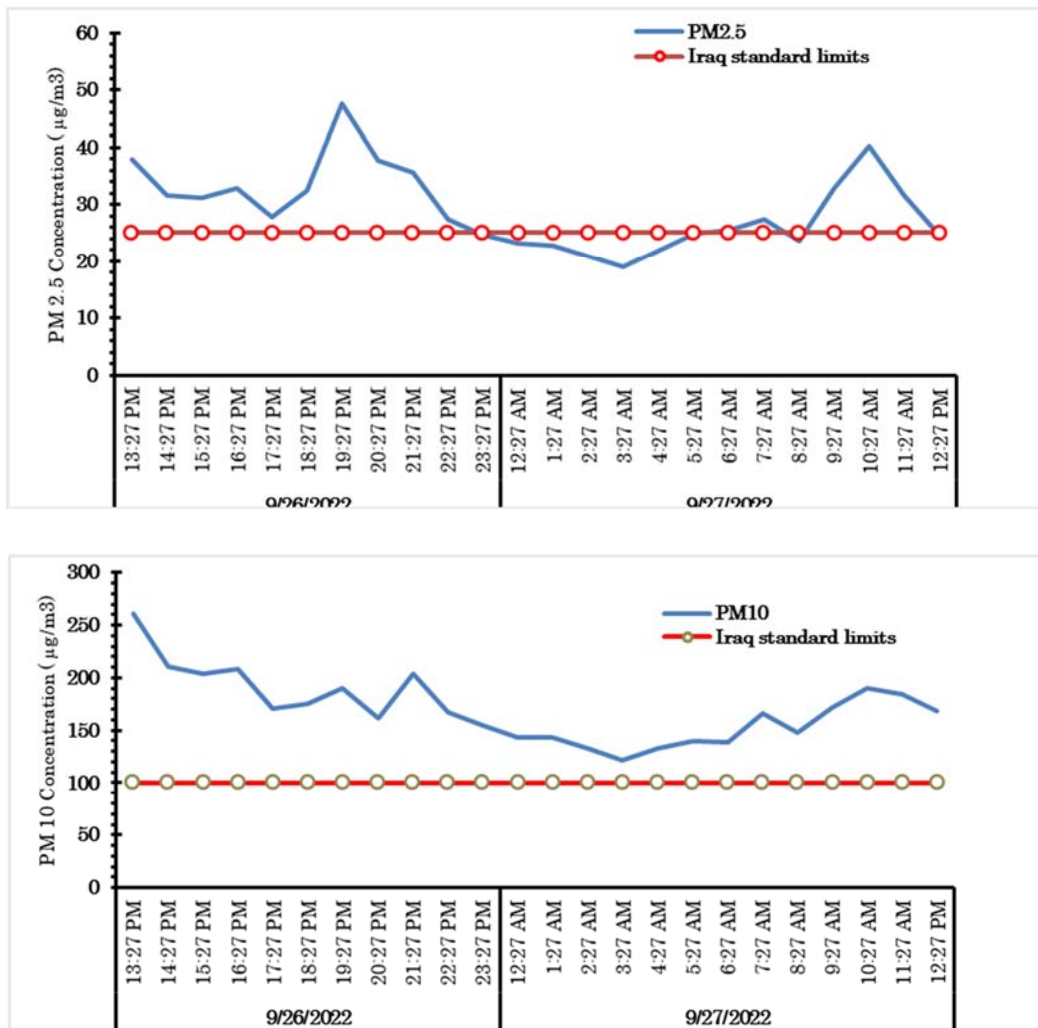 PM2.5
Iraq standard limits
PM 2.5 Concentration ( µg/m3)
60
50
40
30
20
10
0
13:27 PM
14:27 PM
15:27 PM
16:27 PM
17:27 PM
18:27 PM
19:27 PM
20:27 PM
21:27 PM
22:27 PM
23:27 PM
12:27 AM
1:27 AM
2:27 AM
3:27 AM
4:27 AM
5:27 AM
6:27 AM
7:27 AM
8:27 AM
9:27 AM
10:27 AM
11:27 AM
12:27 PM
9/26/2022
9/27/2022
PM10
Iraq standard limits
PM 10 Concentration ( µg/m3)
300
250
200
150
100
50
0
13:27 PM
14:27 PM
15:27 PM
16:27 PM
17:27 PM
18:27 PM
19:27 PM
20:27 PM
21:27 PM
22:27 PM
23:27 PM
12:27 AM
1:27 AM
2:27 AM
3:27 AM
4:27 AM
5:27 AM
6:27 AM
7:27 AM
8:27 AM
9:27 AM
10:27 AM
11:27 AM
12:27 PM
9/26/2022
9/27/2022